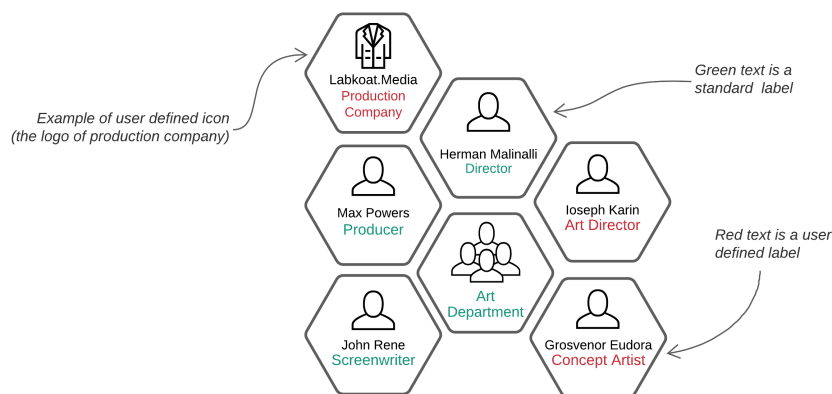 Labkoat.Media
Production
Company
Example of user defined icon
(the logo of production company)
Green text is a
standard label
Herman Malinalli
Director
Max Powers
Producer
Ioseph Karin
Art Director
Red text is a user
defined label
Art
Department
John Rene
Screenwriter
Grosvenor Eudora
Concept Artist